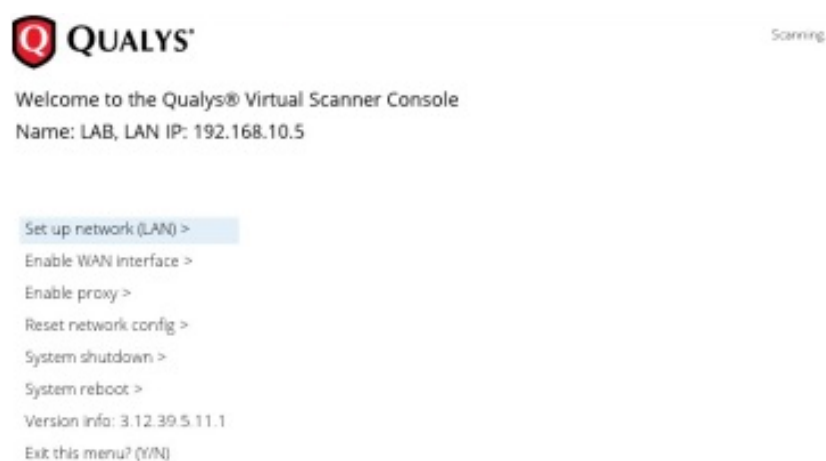 QUALYS®
Scanning
Welcome to the Qualys® Virtual Scanner Console
Name: LAB, LAN IP: 192.168.10.5
Set up network (LAN) >
Enable WAN interface >
Enable proxy >
Reset network config >
System shutdown >
System reboot >
Version info: 3.12.39.5.11.1
Exit this menu? (Y/N)